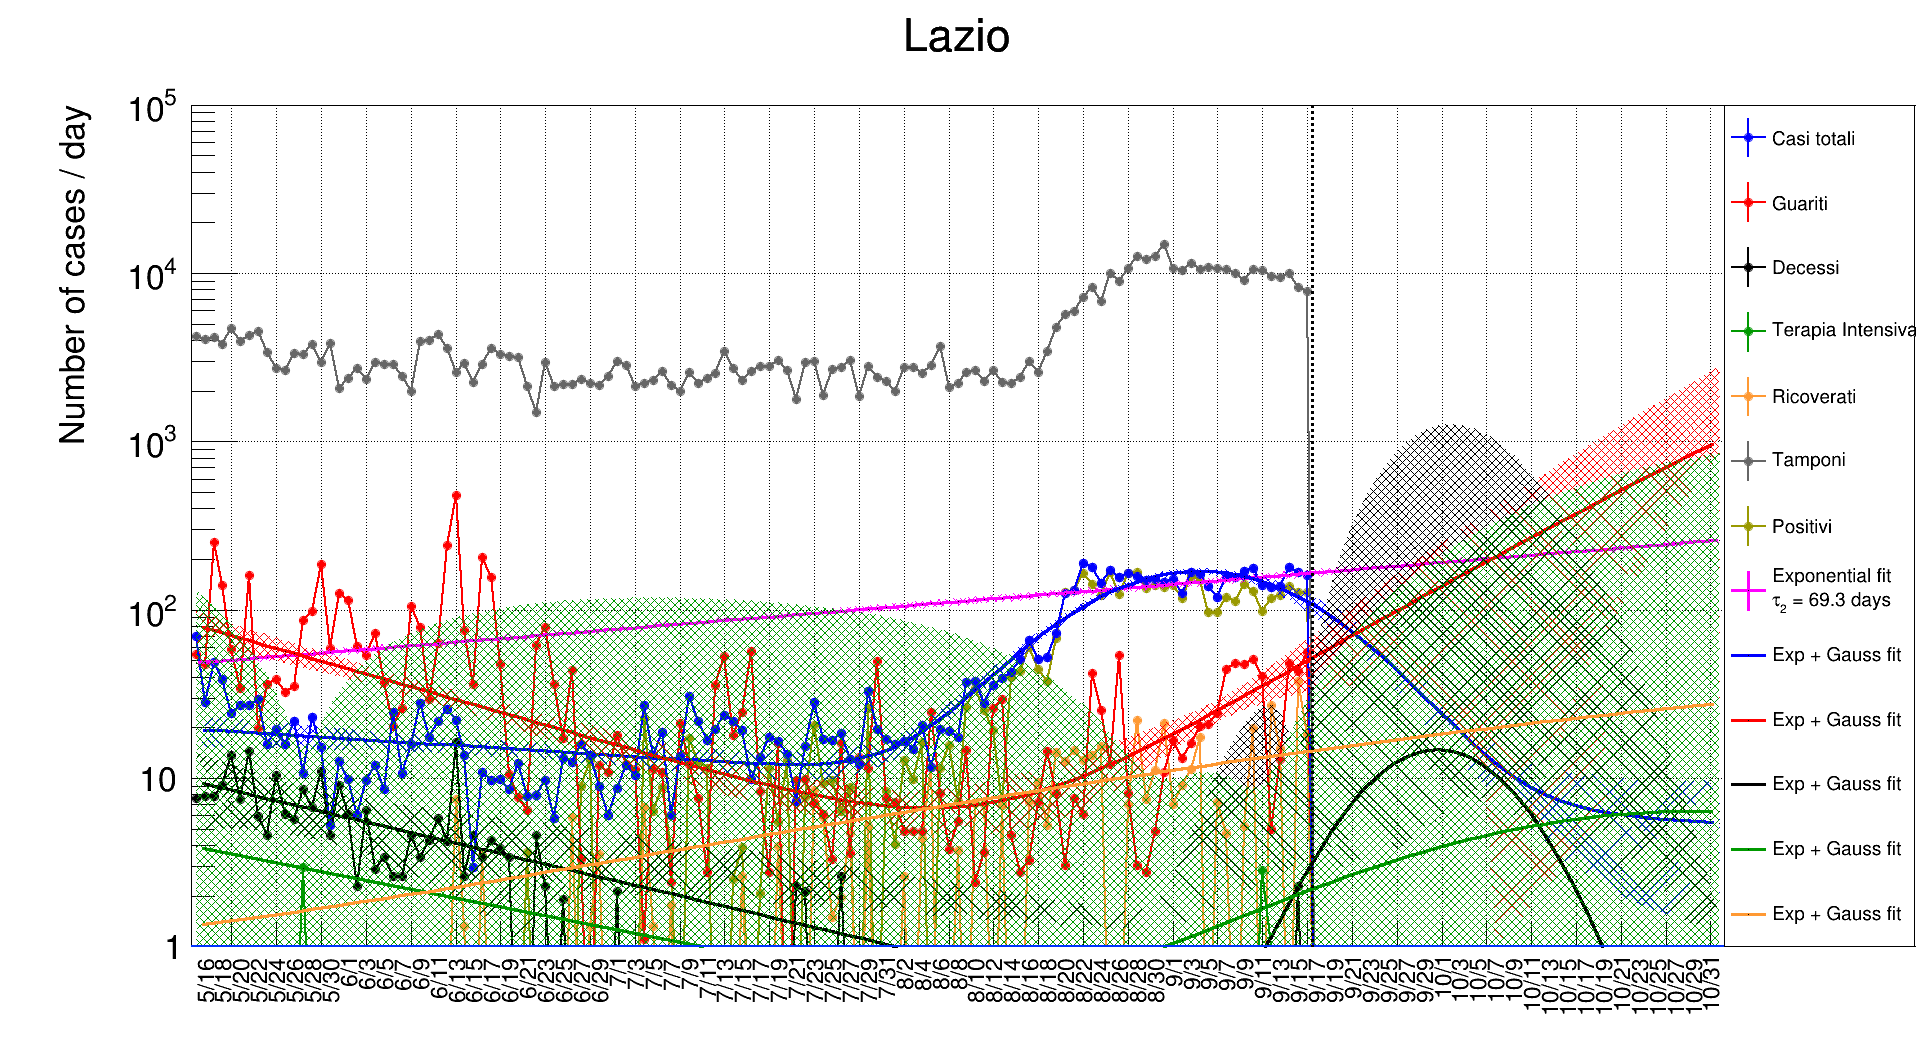 Lazio
Number of cases / day
10^5
10^4
10^3
10^2
10
1
5/16 5/18 5/20 5/22 5/24 5/26 5/28 5/30 6/1 6/3 6/5 6/7 6/9 6/11 6/13 6/15 6/17 6/19 6/21 6/23 6/25 6/27 6/29 7/1 7/3 7/5 7/7 7/9 7/11 7/13 7/15 7/17 7/19 7/21 7/23 7/25 7/27 7/29 7/31 8/2 8/4 8/6 8/8 8/10 8/12 8/14 8/16 8/18 8/20 8/22 8/24 8/26 8/28 8/30 9/1 9/3 9/5 9/7 9/9 9/11 9/13 9/15 9/17 9/19 9/21 9/23 9/25 9/27 9/29 10/1 10/3 10/5 10/7 10/9 10/11 10/13 10/15 10/17 10/19 10/21 10/23 10/25 10/27 10/29 10/31
Casi totali
Guariti
Decessi
Terapia Intensiva
Ricoverati
Tamponi
Positivi
Exponential fit
τ₂ = 69.3 days
Exp + Gauss fit
Exp + Gauss fit
Exp + Gauss fit
Exp + Gauss fit
Exp + Gauss fit